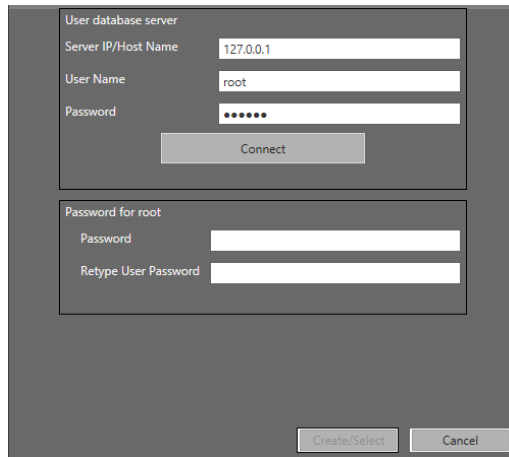 User database server
Server IP/Host Name 127.0.0.1
User Name root
Password ●●●●●●
Connect
Password for root
Password
Retype User Password
Create/Select Cancel